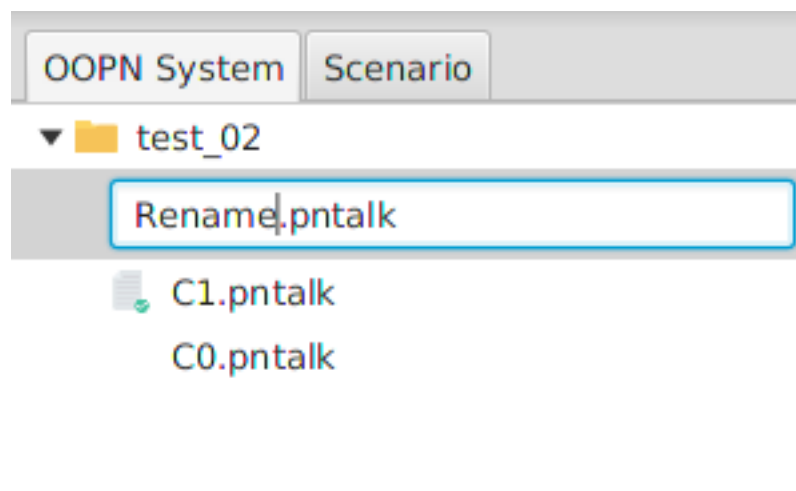 OOPN System Scenario
test_02
Rename.pntalk
C1.pntalk
C0.pntalk